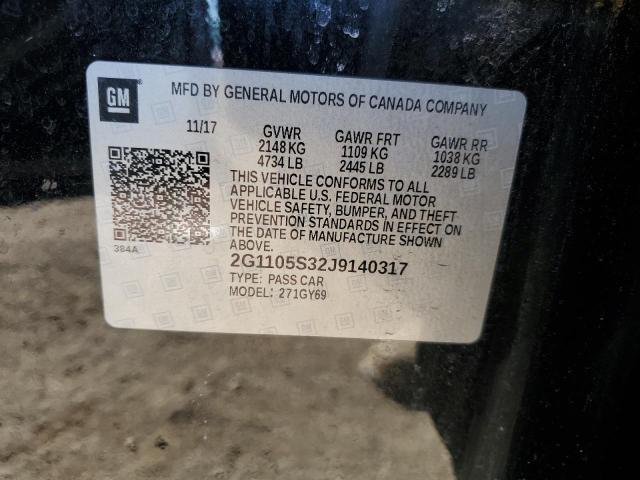 GM
MFD BY GENERAL MOTORS OF CANADA COMPANY
11/17 GVWR GAWR FRT GAWR RR
2148 KG 1109 KG 1038 KG
4734 LB 2445 LB 2289 LB
THIS VEHICLE CONFORMS TO ALL
APPLICABLE U.S. FEDERAL MOTOR
VEHICLE SAFETY, BUMPER, AND THEFT
PREVENTION STANDARDS IN EFFECT ON
THE DATE OF MANUFACTURE SHOWN
ABOVE.
384A
2G1105S32J9140317
TYPE: PASS CAR
MODEL: 271GY69